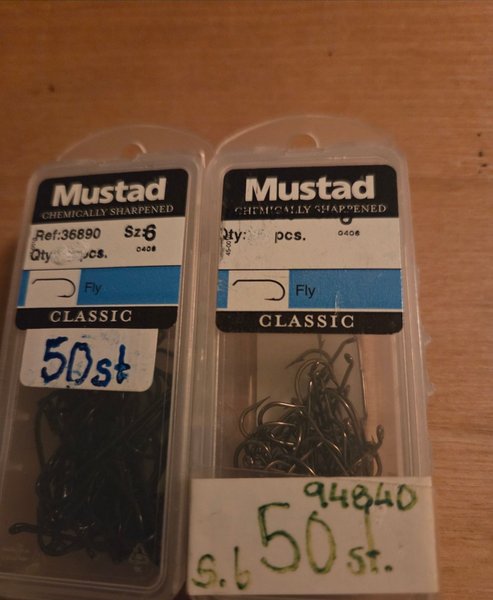 Mustad
CHEMICALLY SHARPENED
Ref:36890 Sz:6
Qty: pcs.
0406
Fly
CLASSIC
50st
Mustad
CHEMICALLY SHARPENED
Qty: pcs.
0406
Fly
CLASSIC
94840
50 st.
S.6